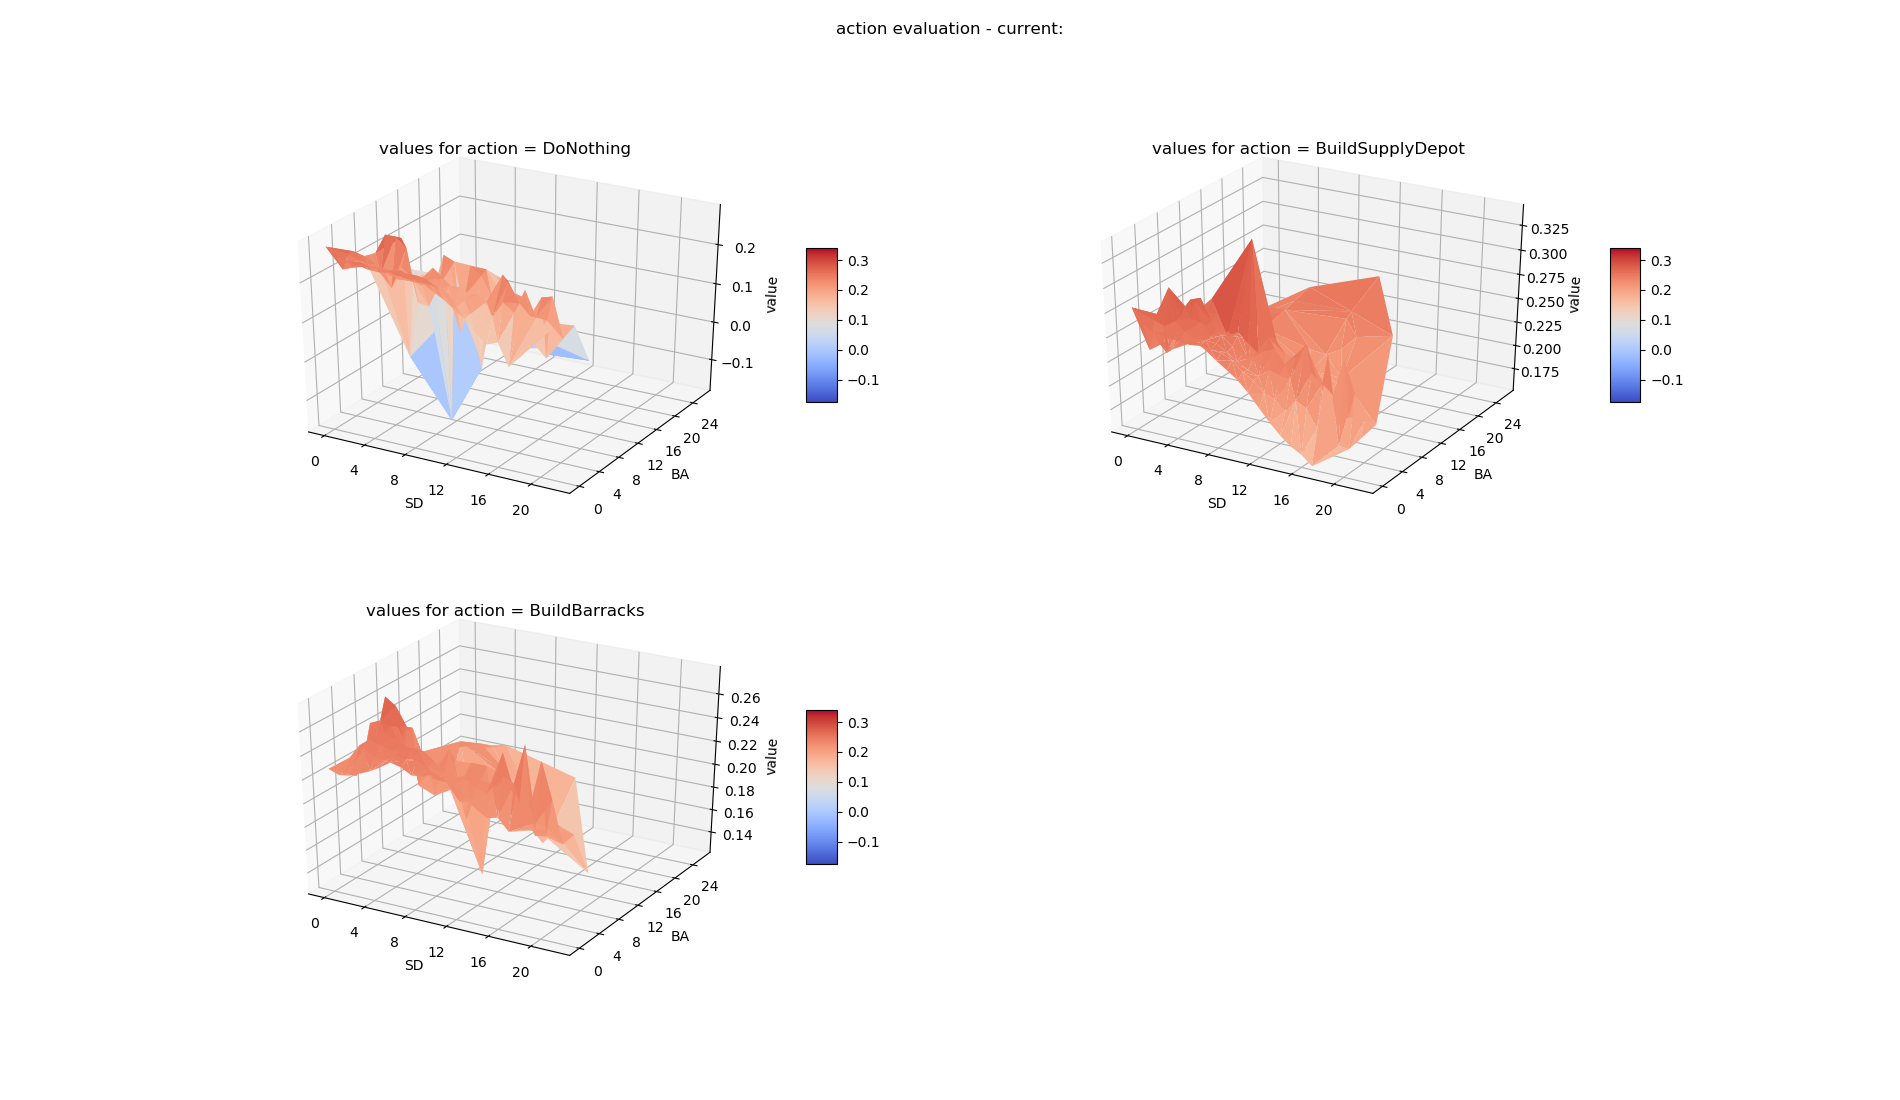 action evaluation - current:
values for action = DoNothing
0.2
0.1
0.0
−0.1
value
0 4 8 12 16 20
SD
0 4 8 12 16 20 24
BA
0.3
0.2
0.1
0.0
−0.1
values for action = BuildSupplyDepot
0.325
0.300
0.275
0.250
0.225
0.200
0.175
value
0 4 8 12 16 20
SD
0 4 8 12 16 20 24
BA
0.3
0.2
0.1
0.0
−0.1
values for action = BuildBarracks
0.26
0.24
0.22
0.20
0.18
0.16
0.14
value
0 4 8 12 16 20
SD
0 4 8 12 16 20 24
BA
0.3
0.2
0.1
0.0
−0.1